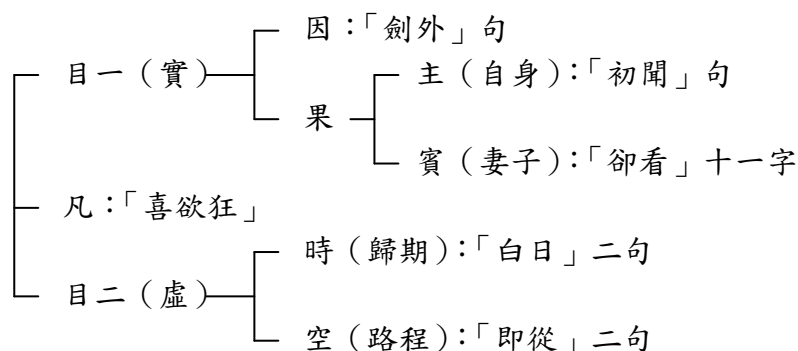 因：「劍外」句
目一（實）
主（自身）：「初聞」句
果
賓（妻子）：「卻看」十一字
凡：「喜欲狂」
時（歸期）：「白日」二句
目二（虛）
空（路程）：「即從」二句